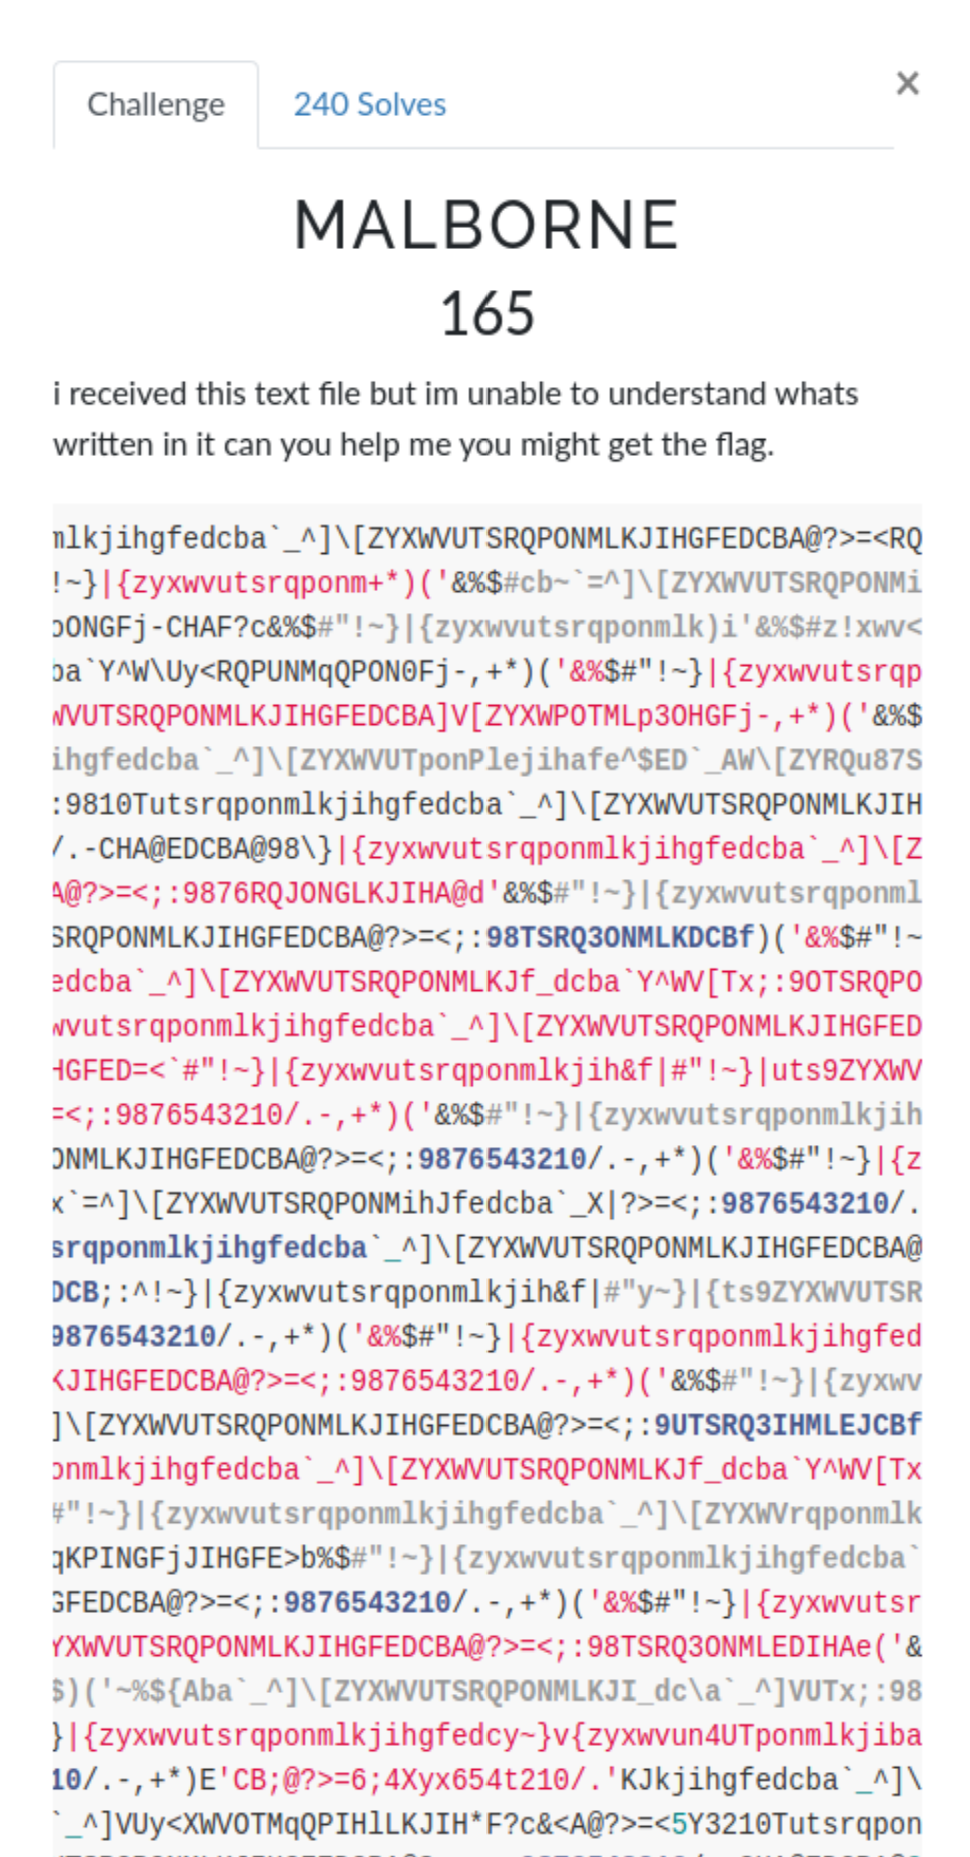 Challenge
240 Solves
×
MALBORNE
165
i received this text file but im unable to understand whats
written in it can you help me you might get the flag.
mlkjihgfedcba`_^]\[ZYXWVUTSRQPONMLKJIHGFEDCBA@?>=<RQ
!~}|{zyxwvutsrqponm+*)('&%$#cb~`=^]\[ZYXWVUTSRQPONMi
oONGFj-CHAF?c&%$#"!~}|{zyxwvutsrqponmlk)i'&%$#z!xwv<
ba`Y^W\Uy<RQPUNMqQPON0Fj-,+*)('&%$#"!~}|{zyxwvutsrqp
WVUTSRQPONMLKJIHGFEDCBA]V[ZYXWPOTMLp3OHGFj-,+*)('&%$
ihgfedcba`_^]\[ZYXWVUTponPlejihafe^$ED`_AW\[ZYRQu87S
:9810Tutsrqponmlkjihgfedcba`_^]\[ZYXWVUTSRQPONMLKJIH
/.-CHA@EDCBA@98\}|{zyxwvutsrqponmlkjihgfedcba`_^]\[Z
A@?>=<;:9876RQJONGLKJIHA@d'&%$#"!~}|{zyxwvutsrqponml
SRQPONMLKJIHGFEDCBA@?>=<;:98TSRQ3ONMLKDCBf)('&%$#"!~
edcba`_^]\[ZYXWVUTSRQPONMLKJf_dcba`Y^WV[Tx;:9OTSRQPO
wvutsrqponmlkjihgfedcba`_^]\[ZYXWVUTSRQPONMLKJIHGFED
HGFED=<`#"!~}|{zyxwvutsrqponmlkjih&f|#"!~}|uts9ZYXWV
=<;:9876543210/.-,+*)('&%$#"!~}|{zyxwvutsrqponmlkjih
ONMLKJIHGFEDCBA@?>=<;:9876543210/.-,+*)('&%$#"!~}|{z
x`=^]\[ZYXWVUTSRQPONMihJfedcba`_X|?>=<;:9876543210/.
srqponmlkjihgfedcba`_^]\[ZYXWVUTSRQPONMLKJIHGFEDCBA@
DCB;:^!~}|{zyxwvutsrqponmlkjih&f|#"y~}|{ts9ZYXWVUTSR
9876543210/.-,+*)('&%$#"!~}|{zyxwvutsrqponmlkjihgfed
KJIHGFEDCBA@?>=<;:9876543210/.-,+*)('&%$#"!~}|{zyxwv
]\[ZYXWVUTSRQPONMLKJIHGFEDCBA@?>=<;:9UTSRQ3IHMLEJCBf
onmlkjihgfedcba`_^]\[ZYXWVUTSRQPONMLKJf_dcba`Y^WV[Tx
#"!~}|{zyxwvutsrqponmlkjihgfedcba`_^]\[ZYXWVrqponmlk
qKPINGFjJIHGFE>b%$#"!~}|{zyxwvutsrqponmlkjihgfedcba`
GFEDCBA@?>=<;:9876543210/.-,+*)('&%$#"!~}|{zyxwvutsr
YXWVUTSRQPONMLKJIHGFEDCBA@?>=<;:98TSRQ3ONMLEDIHAe('&
$)('~%${Aba`_^]\[ZYXWVUTSRQPONMLKJI_dc\a`_^]VUTx;:98
}|{zyxwvutsrqponmlkjihgfedcy~}v{zyxwvun4UTponmlkjiba
10/.-,+*)E'CB;@?>=6;4Xyx654t210/.'KJkjihgfedcba`_^]\
`_^]VUy<XWVOTMqQPIHlLKJIH*F?c&<A@?>=<5Y3210Tutsrqpon